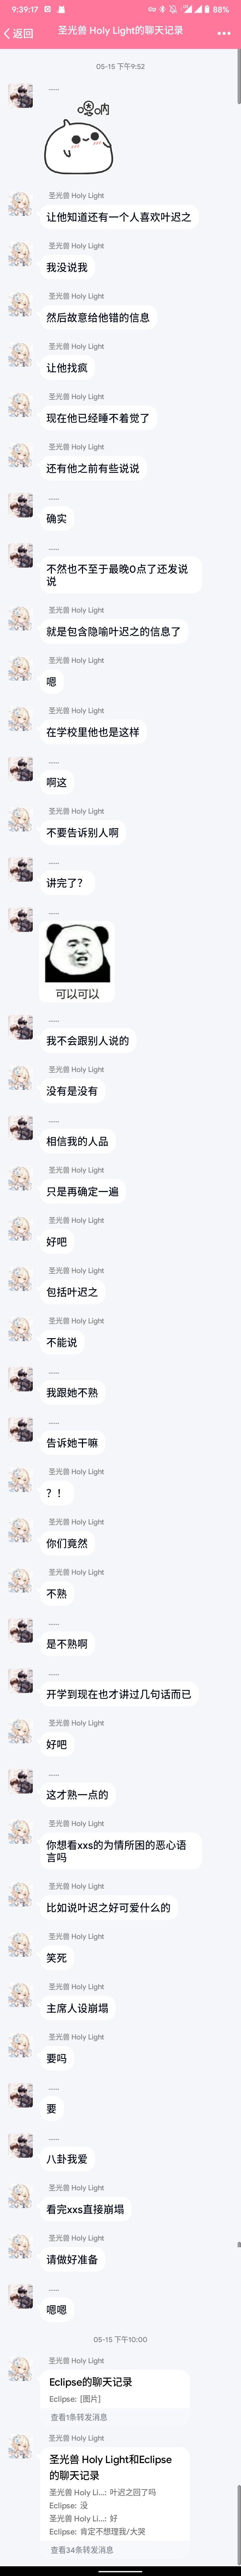 9:39:17
88%
返回
圣光兽 Holy Light的聊天记录
05-15 下午9:52
……
嗯内
圣光兽 Holy Light
让他知道还有一个人喜欢叶迟之
圣光兽 Holy Light
我没说我
圣光兽 Holy Light
然后故意给他错的信息
圣光兽 Holy Light
让他找疯
圣光兽 Holy Light
现在他已经睡不着觉了
圣光兽 Holy Light
还有他之前有些说说
……
确实
……
不然也不至于最晚0点了还发说
说
圣光兽 Holy Light
就是包含隐喻叶迟之的信息了
圣光兽 Holy Light
嗯
圣光兽 Holy Light
在学校里他也是这样
……
啊这
圣光兽 Holy Light
不要告诉别人啊
……
讲完了？
……
可以可以
……
我不会跟别人说的
圣光兽 Holy Light
没有是没有
……
相信我的人品
圣光兽 Holy Light
只是再确定一遍
圣光兽 Holy Light
好吧
圣光兽 Holy Light
包括叶迟之
圣光兽 Holy Light
不能说
……
我跟她不熟
……
告诉她干嘛
圣光兽 Holy Light
？！
圣光兽 Holy Light
你们竟然
圣光兽 Holy Light
不熟
……
是不熟啊
……
开学到现在也才讲过几句话而已
圣光兽 Holy Light
好吧
……
这才熟一点的
圣光兽 Holy Light
你想看xxs的为情所困的恶心语
言吗
圣光兽 Holy Light
比如说叶迟之好可爱什么的
圣光兽 Holy Light
笑死
圣光兽 Holy Light
主席人设崩塌
圣光兽 Holy Light
要吗
……
要
……
八卦我爱
圣光兽 Holy Light
看完xxs直接崩塌
圣光兽 Holy Light
请做好准备
……
嗯嗯
05-15 下午10:00
圣光兽 Holy Light
Eclipse的聊天记录
Eclipse: [图片]
查看1条转发消息
圣光兽 Holy Light
圣光兽 Holy Light和Eclipse
的聊天记录
圣光兽 Holy Li...: 叶迟之回了吗
Eclipse: 没
圣光兽 Holy Li...: 好
Eclipse: 肯定不想理我/大哭
查看34条转发消息